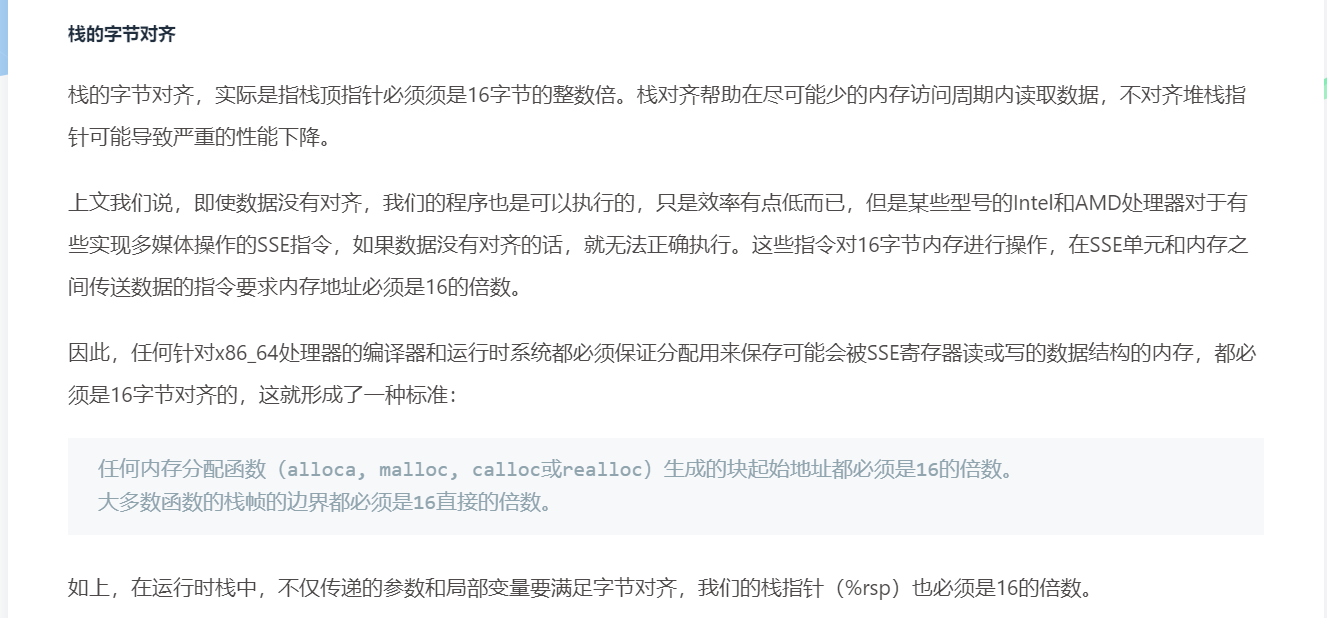 栈的字节对齐
栈的字节对齐，实际是指栈顶指针必须须是16字节的整数倍。栈对齐帮助在尽可能少的内存访问周期内读取数据，不对齐堆栈指
针可能导致严重的性能下降。
上文我们说，即使数据没有对齐，我们的程序也是可以执行的，只是效率有点低而已，但是某些型号的Intel和AMD处理器对于有
些实现多媒体操作的SSE指令，如果数据没有对齐的话，就无法正确执行。这些指令对16字节内存进行操作，在SSE单元和内存之
间传送数据的指令要求内存地址必须是16的倍数。
因此，任何针对x86_64处理器的编译器和运行时系统都必须保证分配用来保存可能会被SSE寄存器读或写的数据结构的内存，都必
须是16字节对齐的，这就形成了一种标准：
任何内存分配函数（alloca, malloc, calloc或realloc）生成的块起始地址都必须是16的倍数。
大多数函数的栈帧的边界都必须是16直接的倍数。
如上，在运行时栈中，不仅传递的参数和局部变量要满足字节对齐，我们的栈指针（%rsp）也必须是16的倍数。